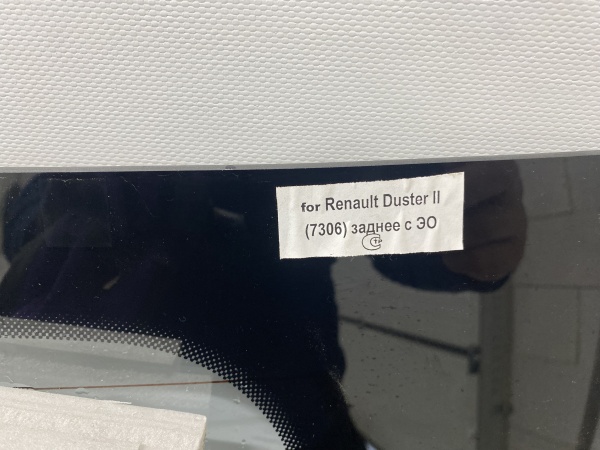 for Renault Duster II
(7306) заднее с ЭО